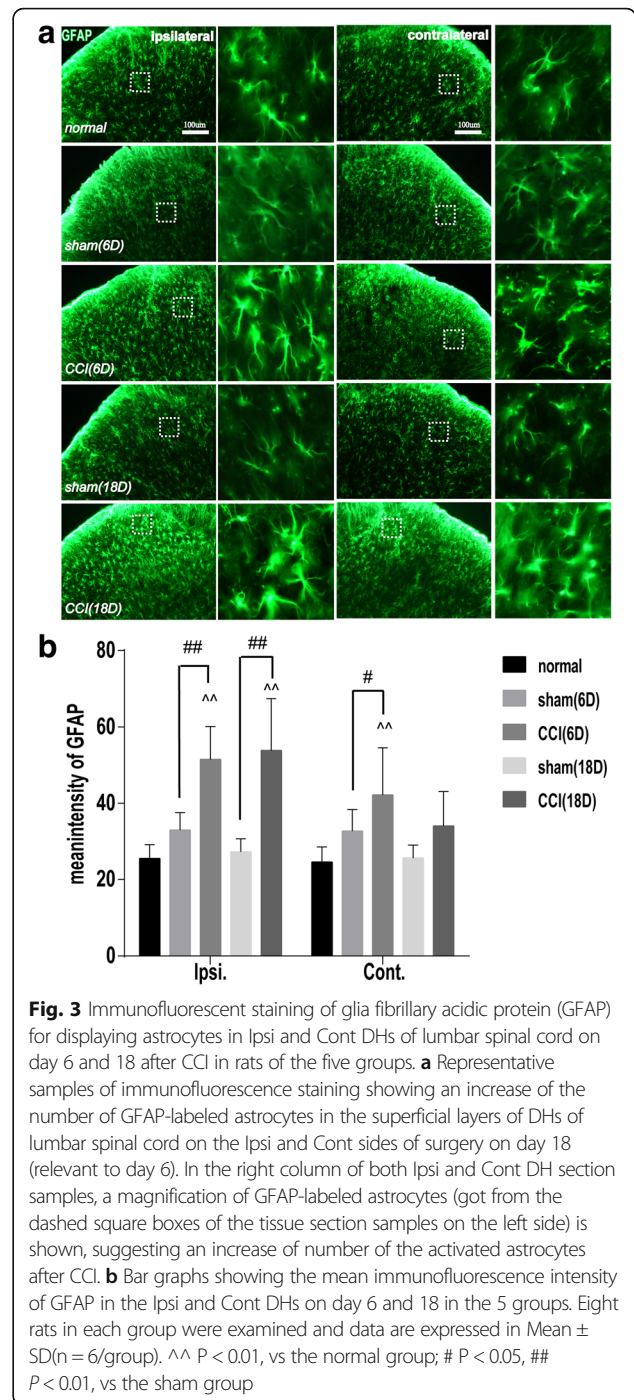 a
GFAP ipsilateral contralateral
normal 100um 100um
sham(6D)
CCI(6D)
sham(18D)
CCI(18D)
b
80
60
40
20
0
meanintensity of GFAP
## ## #
^^ ^^ ^^
Ipsi. Cont.
normal
sham(6D)
CCI(6D)
sham(18D)
CCI(18D)
Fig. 3 Immunofluorescent staining of glia fibrillary acidic protein (GFAP)
for displaying astrocytes in Ipsi and Cont DHs of lumbar spinal cord on
day 6 and 18 after CCI in rats of the five groups. a Representative
samples of immunofluorescence staining showing an increase of the
number of GFAP-labeled astrocytes in the superficial layers of DHs of
lumbar spinal cord on the Ipsi and Cont sides of surgery on day 18
(relevant to day 6). In the right column of both Ipsi and Cont DH section
samples, a magnification of GFAP-labeled astrocytes (got from the
dashed square boxes of the tissue section samples on the left side) is
shown, suggesting an increase of number of the activated astrocytes
after CCI. b Bar graphs showing the mean immunofluorescence intensity
of GFAP in the Ipsi and Cont DHs on day 6 and 18 in the 5 groups. Eight
rats in each group were examined and data are expressed in Mean ±
SD(n = 6/group). ^^ P < 0.01, vs the normal group; # P < 0.05, ##
P < 0.01, vs the sham group